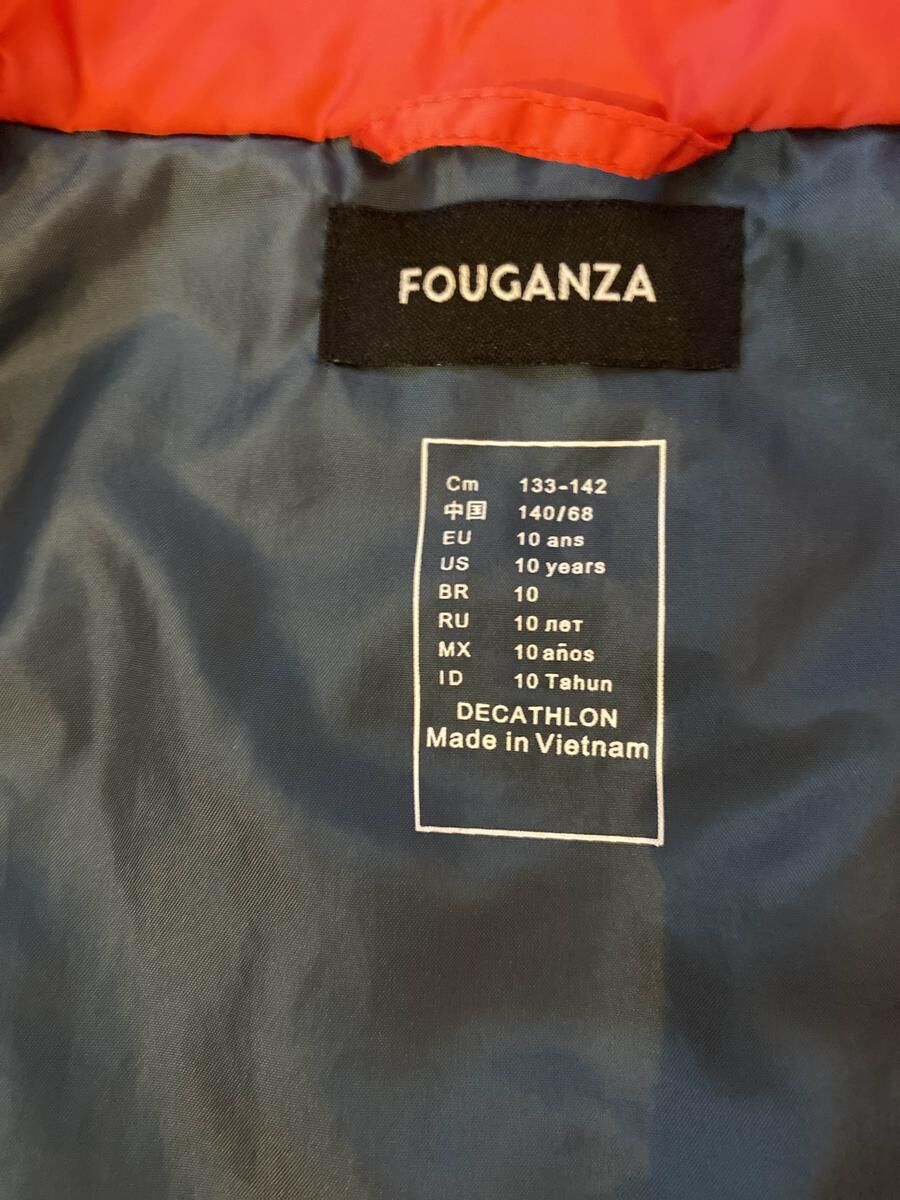 FOUGANZA
Cm 133-142
中国 140/68
EU 10 ans
US 10 years
BR 10
RU 10 лет
MX 10 años
ID 10 Tahun
DECATHLON
Made in Vietnam